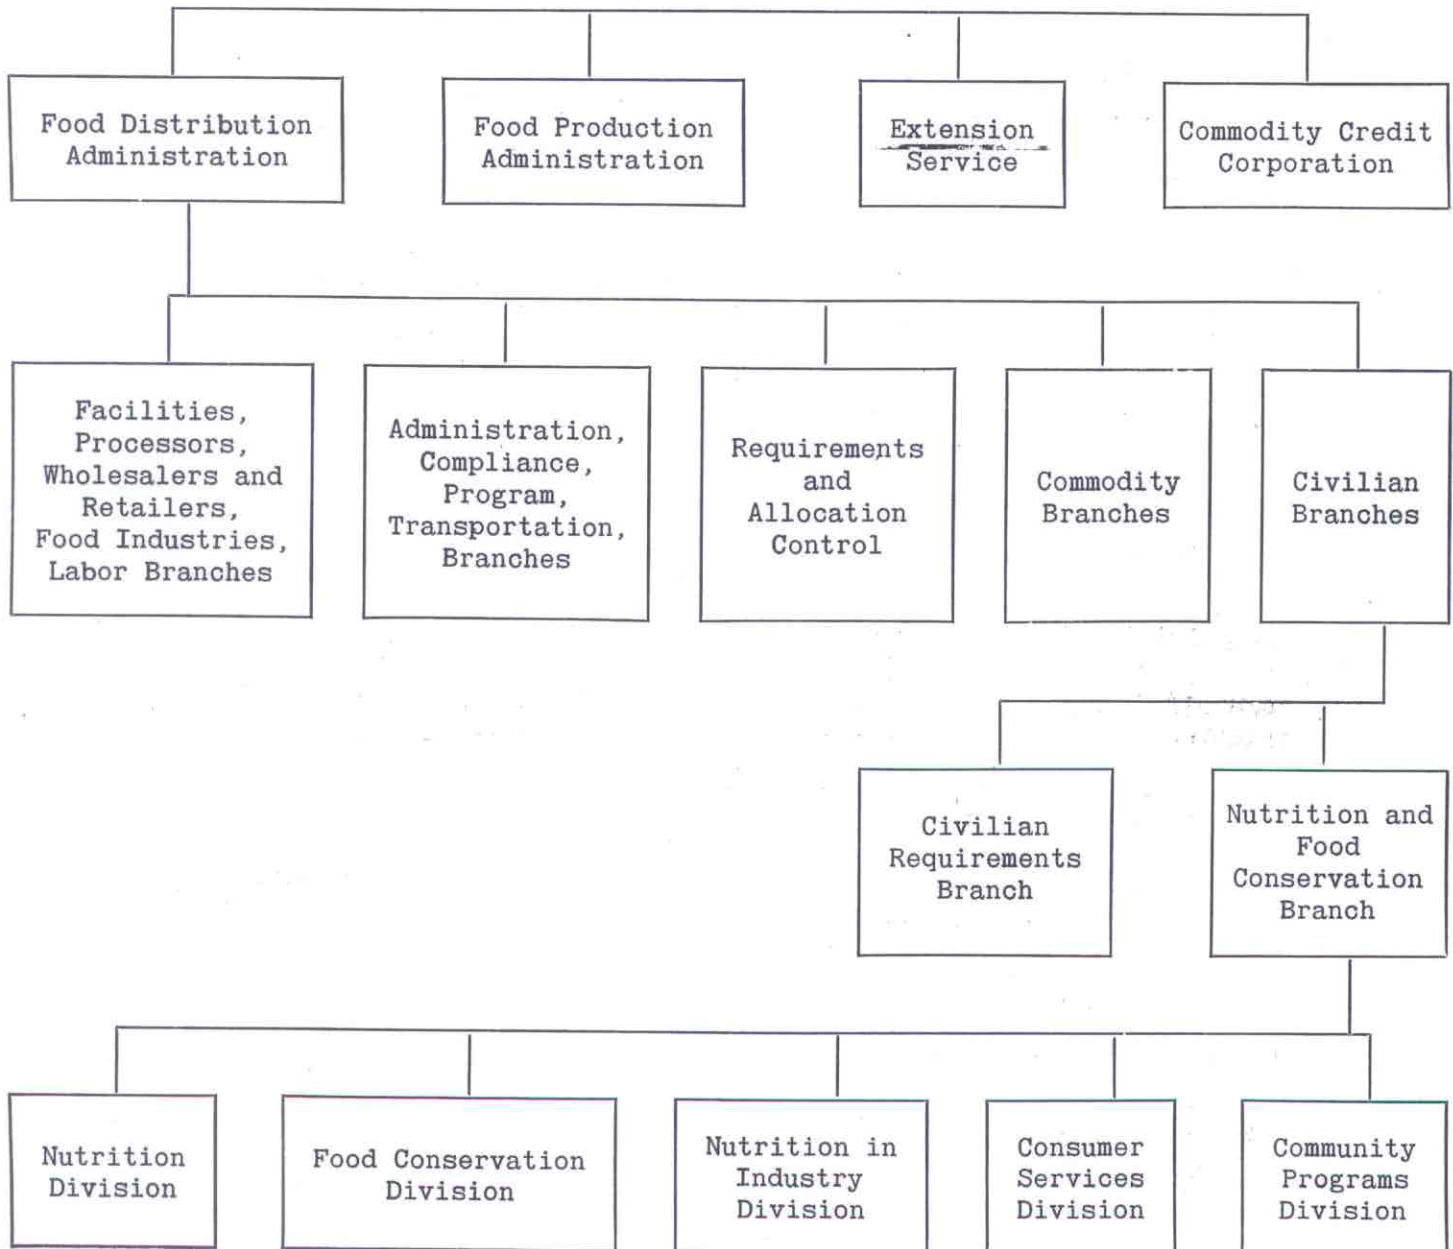 Food Distribution
Administration
Food Production
Administration
Extension
Service
Commodity Credit
Corporation
Facilities,
Processors,
Wholesalers and
Retailers,
Food Industries,
Labor Branches
Administration,
Compliance,
Program,
Transportation,
Branches
Requirements
and
Allocation
Control
Commodity
Branches
Civilian
Branches
Civilian
Requirements
Branch
Nutrition and
Food
Conservation
Branch
Nutrition
Division
Food Conservation
Division
Nutrition in
Industry
Division
Consumer
Services
Division
Community
Programs
Division